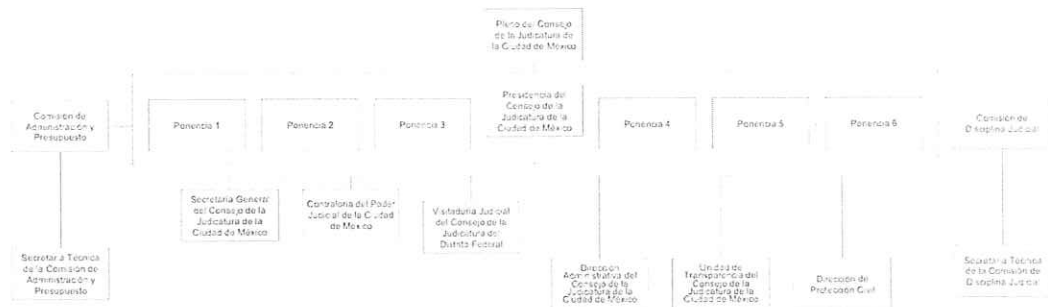 Pleno del Consejo
de la Judicatura de
la Ciudad de México
Comisión de
Administración y
Presupuesto
Ponencia 1
Ponencia 2
Ponencia 3
Presidencia del
Consejo de la
Judicatura de la
Ciudad de México
Ponencia 4
Ponencia 5
Ponencia 6
Comisión de
Disciplina Judicial
Secretaría General
del Consejo de la
Judicatura de la
Ciudad de México
Contraloría del Poder
Judicial de la Ciudad
de México
Visitaduría Judicial
del Consejo de la
Judicatura del
Distrito Federal
Secretaría Técnica
de la Comisión de
Administración y
Presupuesto
Dirección
Administrativa del
Consejo de la
Judicatura de la
Ciudad de México
Unidad de
Transparencia del
Consejo de la
Judicatura de la
Ciudad de México
Dirección de
Protección Civil
Secretaría Técnica
de la Comisión de
Disciplina Judicial